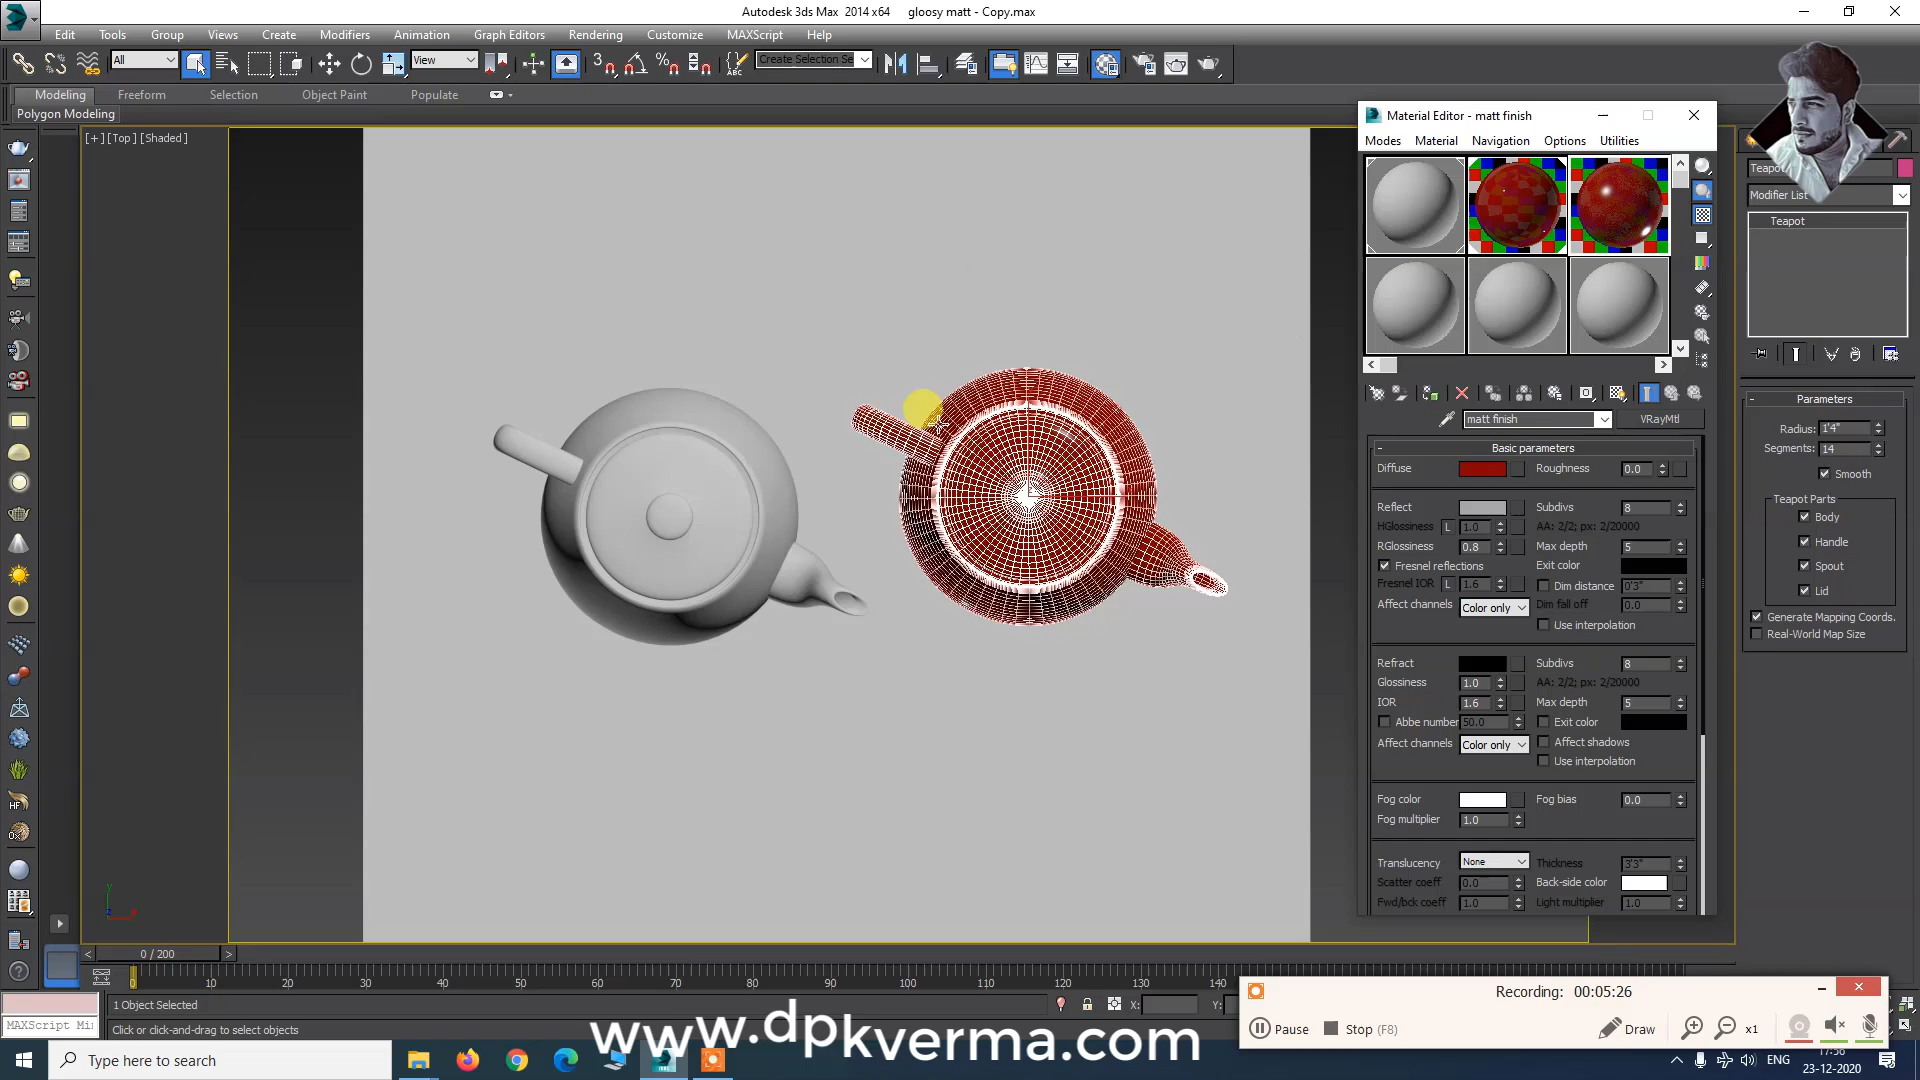 Autodesk 3ds Max 2014 x64 gloosy matt - Copy.max
Edit Tools Group Views Create Modifiers Animation Graph Editors Rendering Customize MAXScript Help
All View Create Selection Se
Modeling Freeform Selection Object Paint Populate
Polygon Modeling
[+] [Top] [Shaded]
Material Editor - matt finish
Modes Material Navigation Options Utilities
matt finish VRayMtl
Basic parameters
Diffuse Roughness 0.0
Reflect Subdivs 8
HGlossiness L 1.0 AA: 2/2; px: 2/20000
RGlossiness 0.8 Max depth 5
Fresnel reflections Exit color
Fresnel IOR L 1.6 Dim distance 0'3"
Affect channels Color only Dim fall off 0.0
Use interpolation
Refract Subdivs 8
Glossiness 1.0 AA: 2/2; px: 2/20000
IOR 1.6 Max depth 5
Abbe number 50.0 Exit color
Affect channels Color only Affect shadows
Use interpolation
Fog color Fog bias 0.0
Fog multiplier 1.0
Translucency None Thickness 3'3"
Scatter coeff 0.0 Back-side color
Fwd/bck coeff 1.0 Light multiplier 1.0
Modifier List
Teapot
Parameters
Radius: 1'4"
Segments: 14
Smooth
Teapot Parts
Body
Handle
Spout
Lid
Generate Mapping Coords.
Real-World Map Size
0 / 200
0 10 20 30 40 50 60 70 80 90 100 110 120 130 140
1 Object Selected X: Y:
MAXScript Mi Click or click-and-drag to select objects
Recording: 00:05:26
Pause Stop (F8) Draw x1
www.dpkverma.com
Type here to search
ENG 17:56
23-12-2020